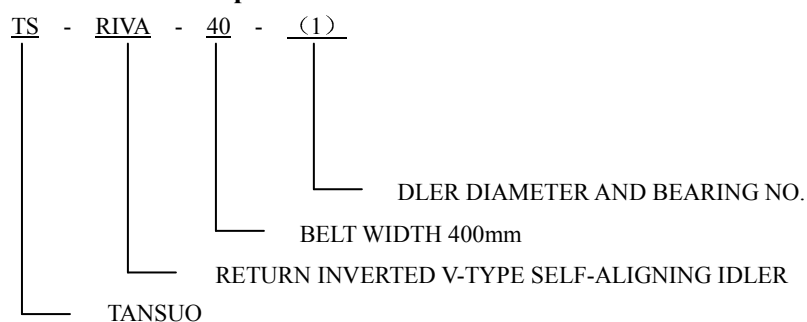 TS - RIVA - 40 - （1）
DLER DIAMETER AND BEARING NO.
BELT WIDTH 400mm
RETURN INVERTED V-TYPE SELF-ALIGNING IDLER
TANSUO